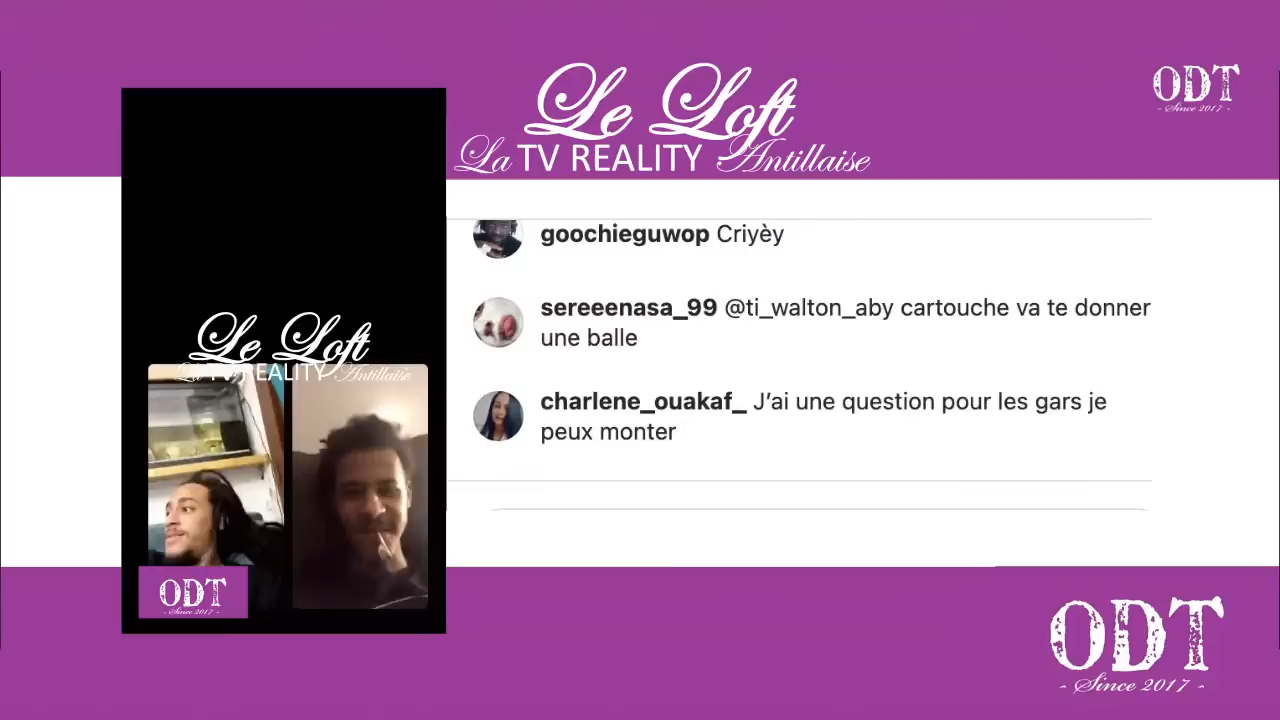 Le Loft
La TV REALITY Antillaise
ODT
- Since 2017 -
goochieguwop Criyèy
sereeenasa_99 @ti_walton_aby cartouche va te donner
une balle
charlene_ouakaf_ J’ai une question pour les gars je
peux monter
Le Loft
La TV REALITY Antillaise
ODT
- Since 2017 -
ODT
- Since 2017 -